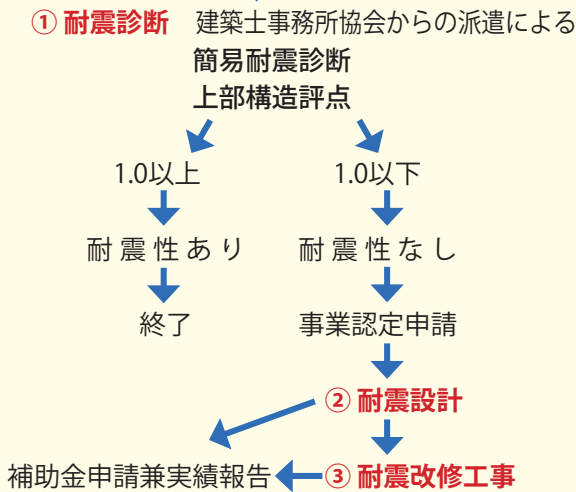 ① 耐震診断 建築士事務所協会からの派遣による
簡易耐震診断
上部構造評点
1.0以上 1.0以下
耐震性あり 耐震性なし
終了 事業認定申請
② 耐震設計
補助金申請兼実績報告 ③ 耐震改修工事